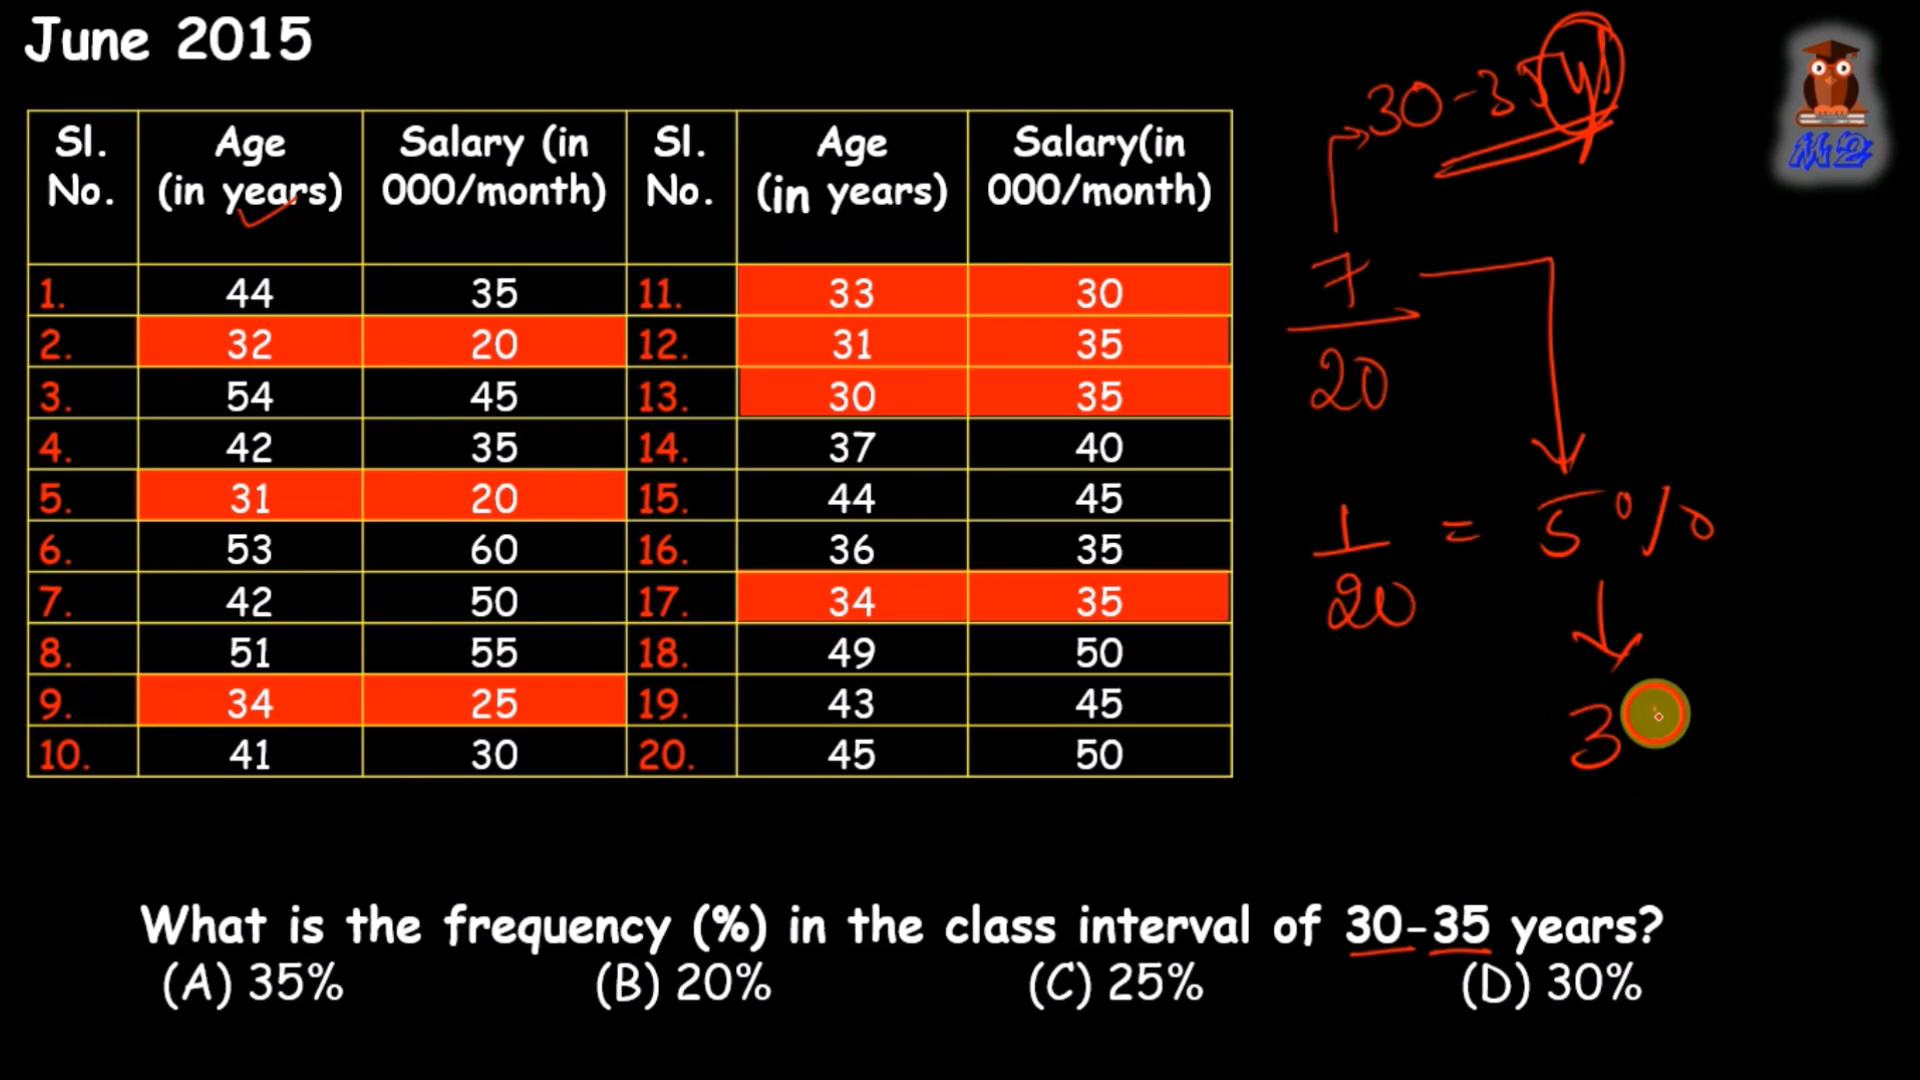 June 2015
Sl. No. Age (in years) Salary (in 000/month) Sl. No. Age (in years) Salary(in 000/month)
1. 44 35 11. 33 30
2. 32 20 12. 31 35
3. 54 45 13. 30 35
4. 42 35 14. 37 40
5. 31 20 15. 44 45
6. 53 60 16. 36 35
7. 42 50 17. 34 35
8. 51 55 18. 49 50
9. 34 25 19. 43 45
10. 41 30 20. 45 50
30-35
7
20
1
20
= 5%
3
M2
What is the frequency (%) in the class interval of 30-35 years?
(A) 35% (B) 20% (C) 25% (D) 30%